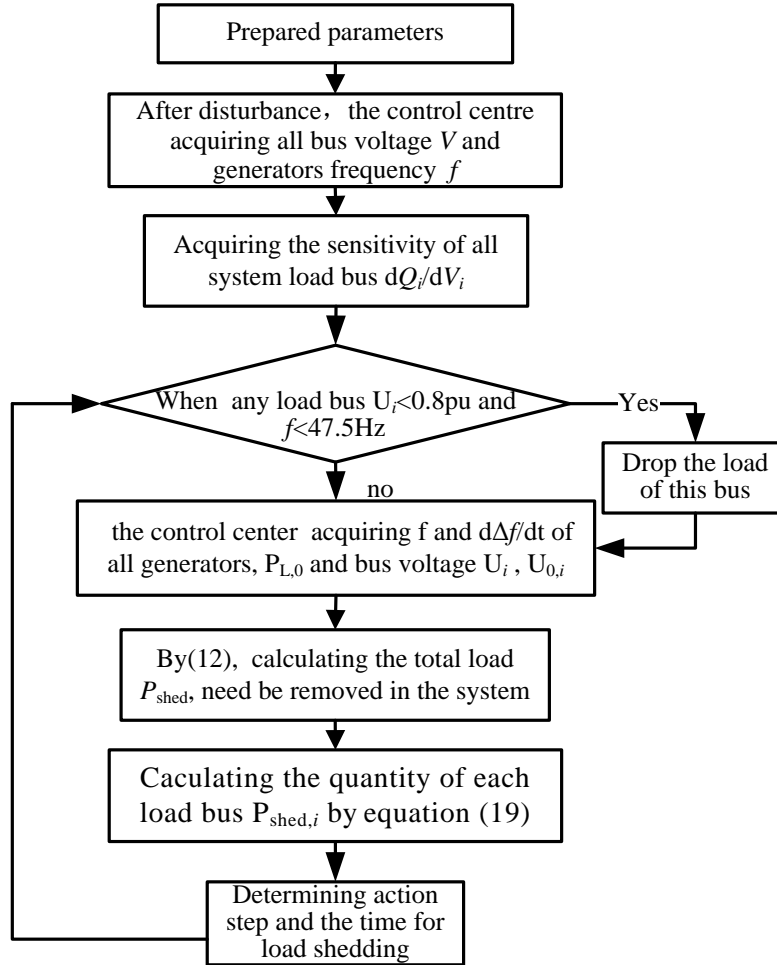 Prepared parameters
After disturbance，the control centre
acquiring all bus voltage V and
generators frequency f
Acquiring the sensitivity of all
system load bus dQi/dVi
When any load bus Ui<0.8pu and
f<47.5Hz
Yes
Drop the load
of this bus
no
the control center acquiring f and dΔf/dt of
all generators, PL,0 and bus voltage Ui , U0,i
By(12), calculating the total load
Pshed, need be removed in the system
Caculating the quantity of each
load bus Pshed,i by equation (19)
Determining action
step and the time for
load shedding